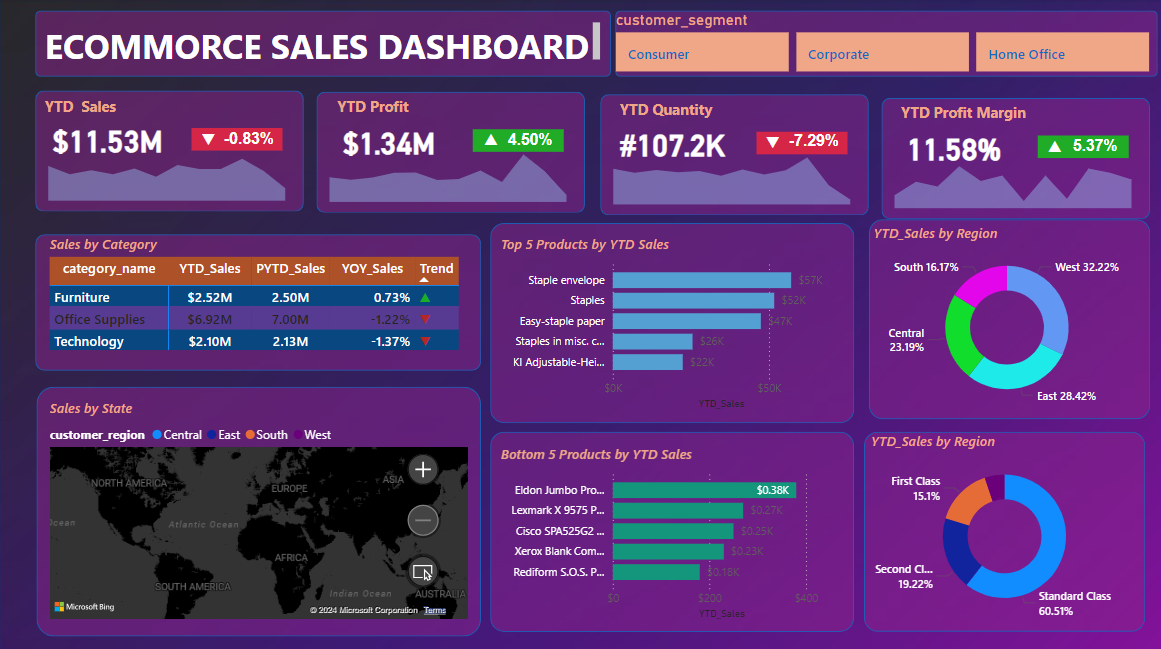 ECOMMORCE SALES DASHBOARD
customer_segment
Consumer
Corporate
Home Office
YTD Sales
$11.53M
▼ -0.83%
YTD Profit
$1.34M
▲ 4.50%
YTD Quantity
#107.2K
▼ -7.29%
YTD Profit Margin
11.58%
▲ 5.37%
Sales by Category
category_name YTD_Sales PYTD_Sales YOY_Sales Trend
Furniture $2.52M 2.50M 0.73% ▲
Office Supplies $6.92M 7.00M -1.22% ▼
Technology $2.10M 2.13M -1.37% ▼
Top 5 Products by YTD Sales
Staple envelope $57K
Staples $52K
Easy-staple paper $47K
Staples in misc. c... $26K
KI Adjustable-Hei... $22K
$0K $50K
YTD_Sales
YTD_Sales by Region
South 16.17%
West 32.22%
Central
23.19%
East 28.42%
Sales by State
customer_region Central East South West
NORTH AMERICA
EUROPE
ASIA
ocean
Atlantic Ocean
AFRICA
SOUTH AMERICA
Indian Ocean
AUSTRALIA
Microsoft Bing
© 2024 Microsoft Corporation Terms
Bottom 5 Products by YTD Sales
Eldon Jumbo Pro... $0.38K
Lexmark X 9575 P... $0.27K
Cisco SPA525G2 ... $0.25K
Xerox Blank Com... $0.23K
Rediform S.O.S. P... $0.18K
$0 $200 $400
YTD_Sales
YTD_Sales by Region
First Class
15.1%
Second Cl...
19.22%
Standard Class
60.51%